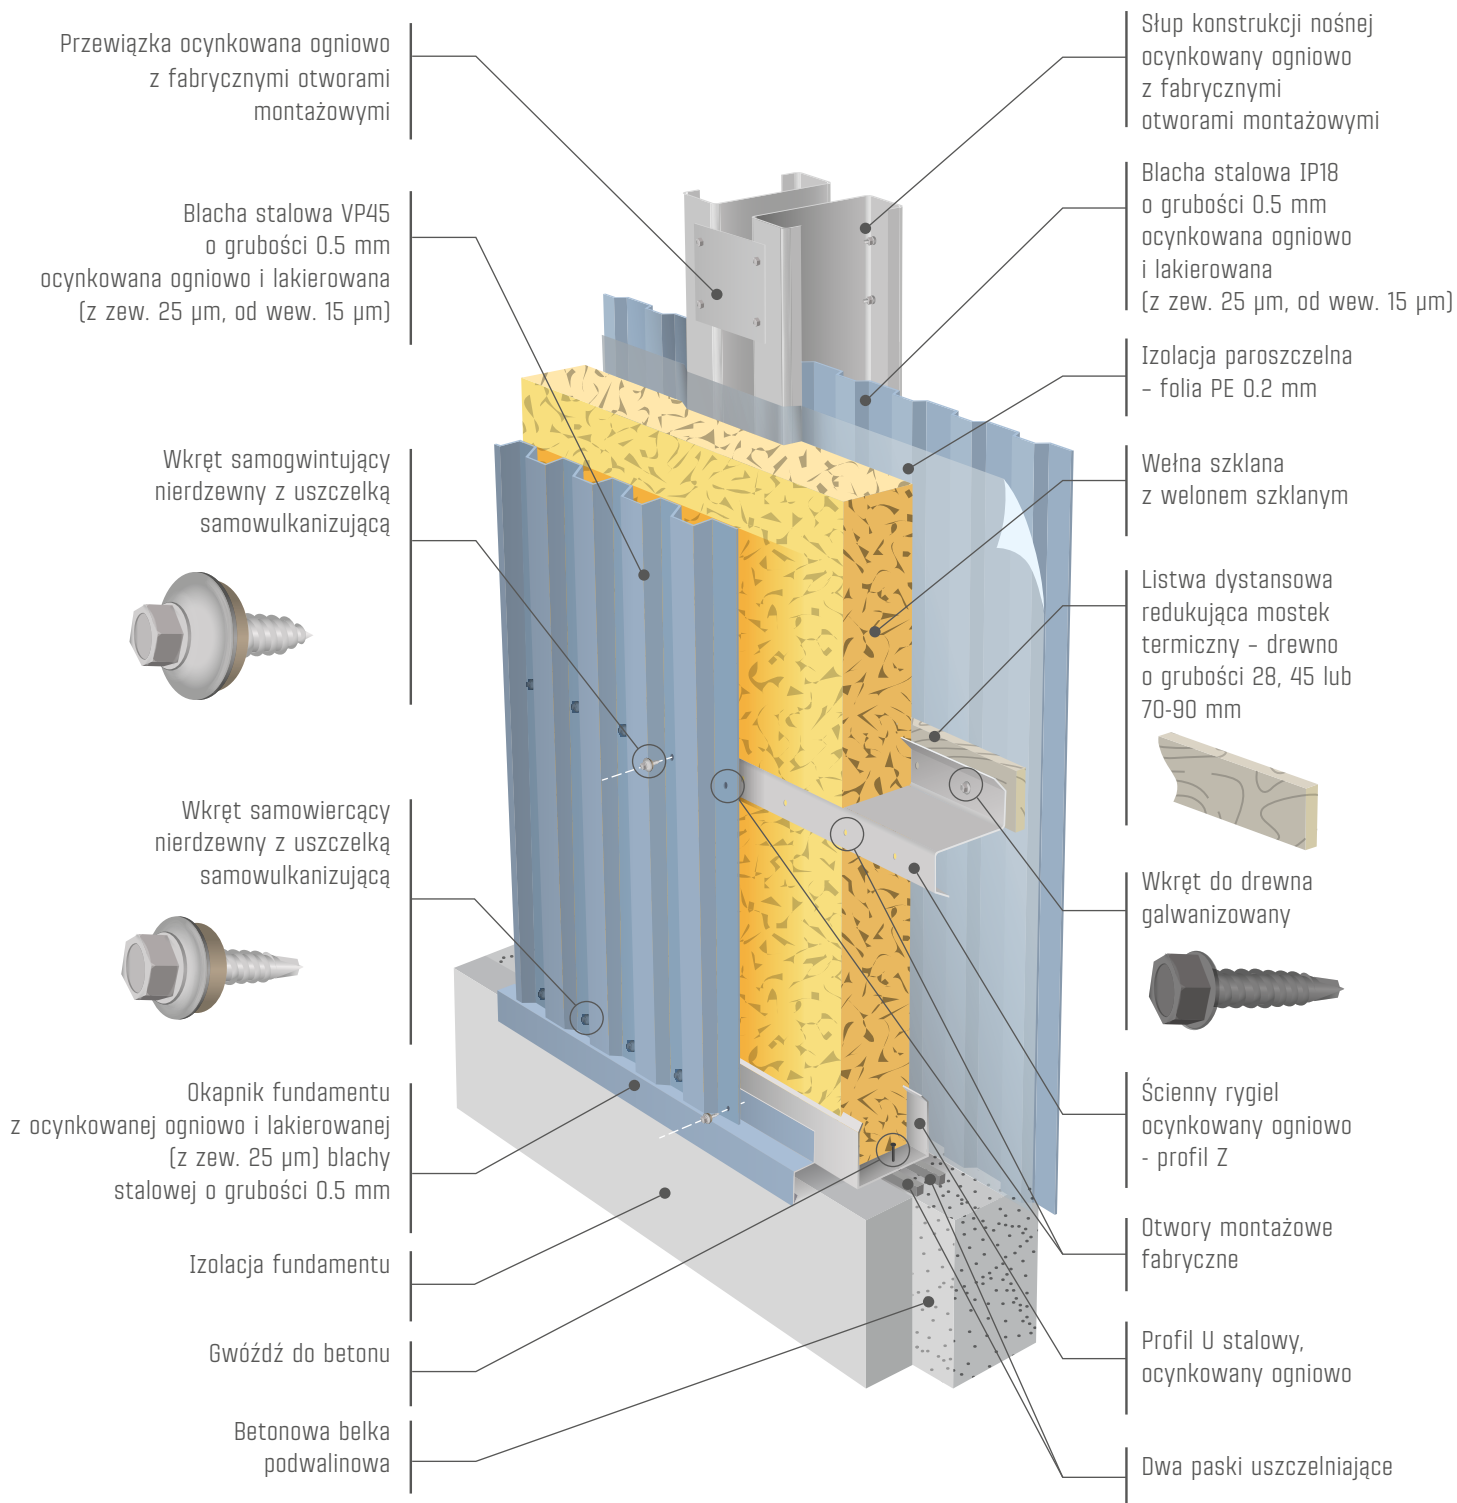 Przewiązka ocynkowana ogniowo
z fabrycznymi otworami
montażowymi
Blacha stalowa VP45
o grubości 0.5 mm
ocynkowana ogniowo i lakierowana
(z zew. 25 μm, od wew. 15 μm)
Wkręt samogwintujący
nierdzewny z uszczelką
samowulkanizującą
Wkręt samowiercący
nierdzewny z uszczelką
samowulkanizującą
Okapnik fundamentu
z ocynkowanej ogniowo i lakierowanej
(z zew. 25 μm) blachy
stalowej o grubości 0.5 mm
Izolacja fundamentu
Gwóźdź do betonu
Betonowa belka
podwalinowa
Słup konstrukcji nośnej
ocynkowany ogniowo
z fabrycznymi
otworami montażowymi
Blacha stalowa IP18
o grubości 0.5 mm
ocynkowana ogniowo
i lakierowana
(z zew. 25 μm, od wew. 15 μm)
Izolacja paroszczelna
– folia PE 0.2 mm
Wełna szklana
z welonem szklanym
Listwa dystansowa
redukująca mostek
termiczny – drewno
o grubości 28, 45 lub
70-90 mm
Wkręt do drewna
galwanizowany
Ścienny rygiel
ocynkowany ogniowo
- profil Z
Otwory montażowe
fabryczne
Profil U stalowy,
ocynkowany ogniowo
Dwa paski uszczelniające